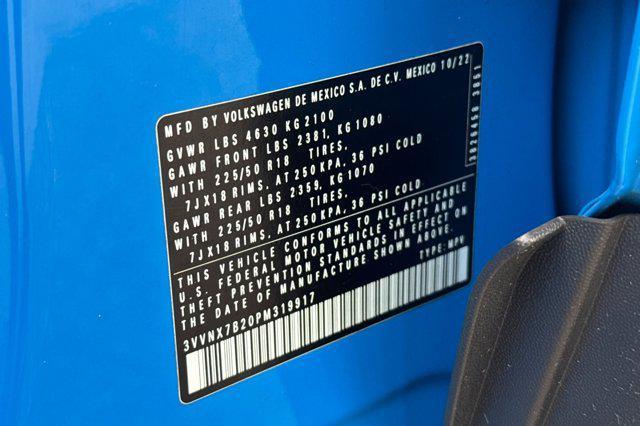 MFD BY VOLKSWAGEN DE MEXICO S.A. DE C.V. MEXICO 10/22
GVWR LBS 4630 KG 2100
GAWR FRONT LBS 2381, KG 1080
WITH 225/50 R18 TIRES,
7JX18 RIMS, AT 250 KPA, 36 PSI COLD
GAWR REAR LBS 2359, KG 1070
WITH 225/50 R18 TIRES,
7JX18 RIMS, AT 250 KPA, 36 PSI COLD
THIS VEHICLE CONFORMS TO ALL APPLICABLE
U.S. FEDERAL MOTOR VEHICLE SAFETY AND
THEFT PREVENTION STANDARDS IN EFFECT ON
THE DATE OF MANUFACTURE SHOWN ABOVE.
TYPE: MPV
3VVNX7B20PM319917